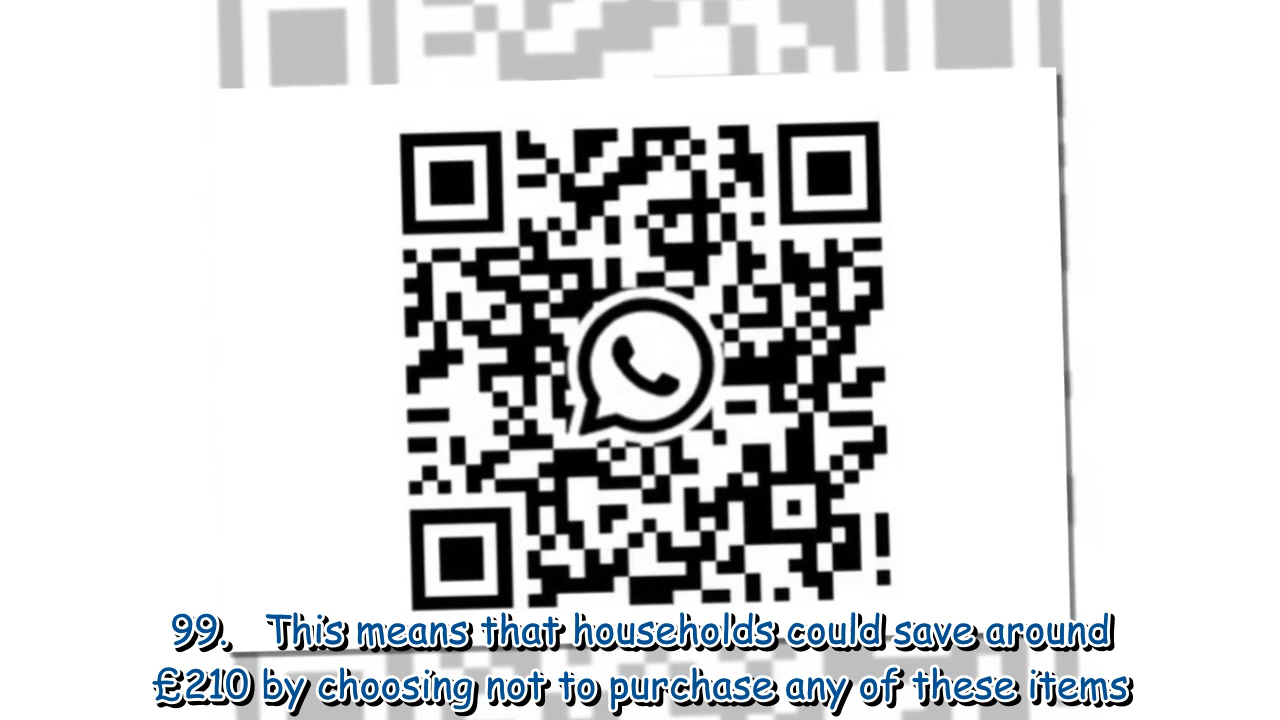 99. This means that households could save around
£210 by choosing not to purchase any of these items